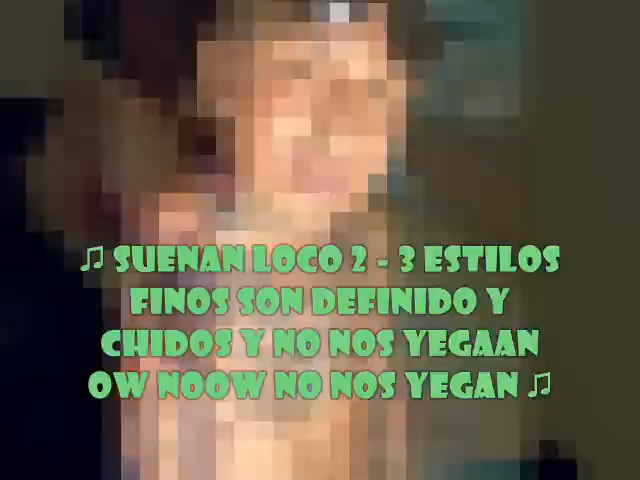 ♫ SUENAN LOCO 2 - 3 ESTILOS
FINOS SON DEFINIDO Y
CHIDOS Y NO NOS YEGAAN
OW NOOW NO NOS YEGAN ♫